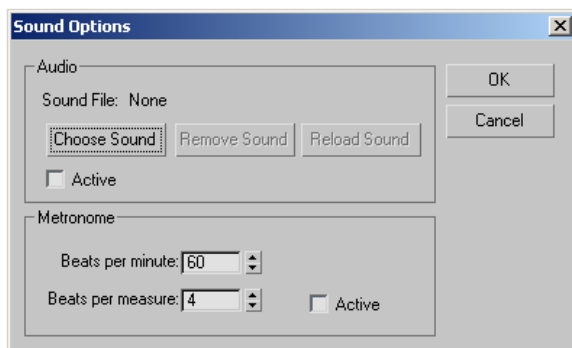 Sound Options
Audio
Sound File: None
Choose Sound Remove Sound Reload Sound
Active
OK
Cancel
Metronome
Beats per minute: 60
Beats per measure: 4
Active